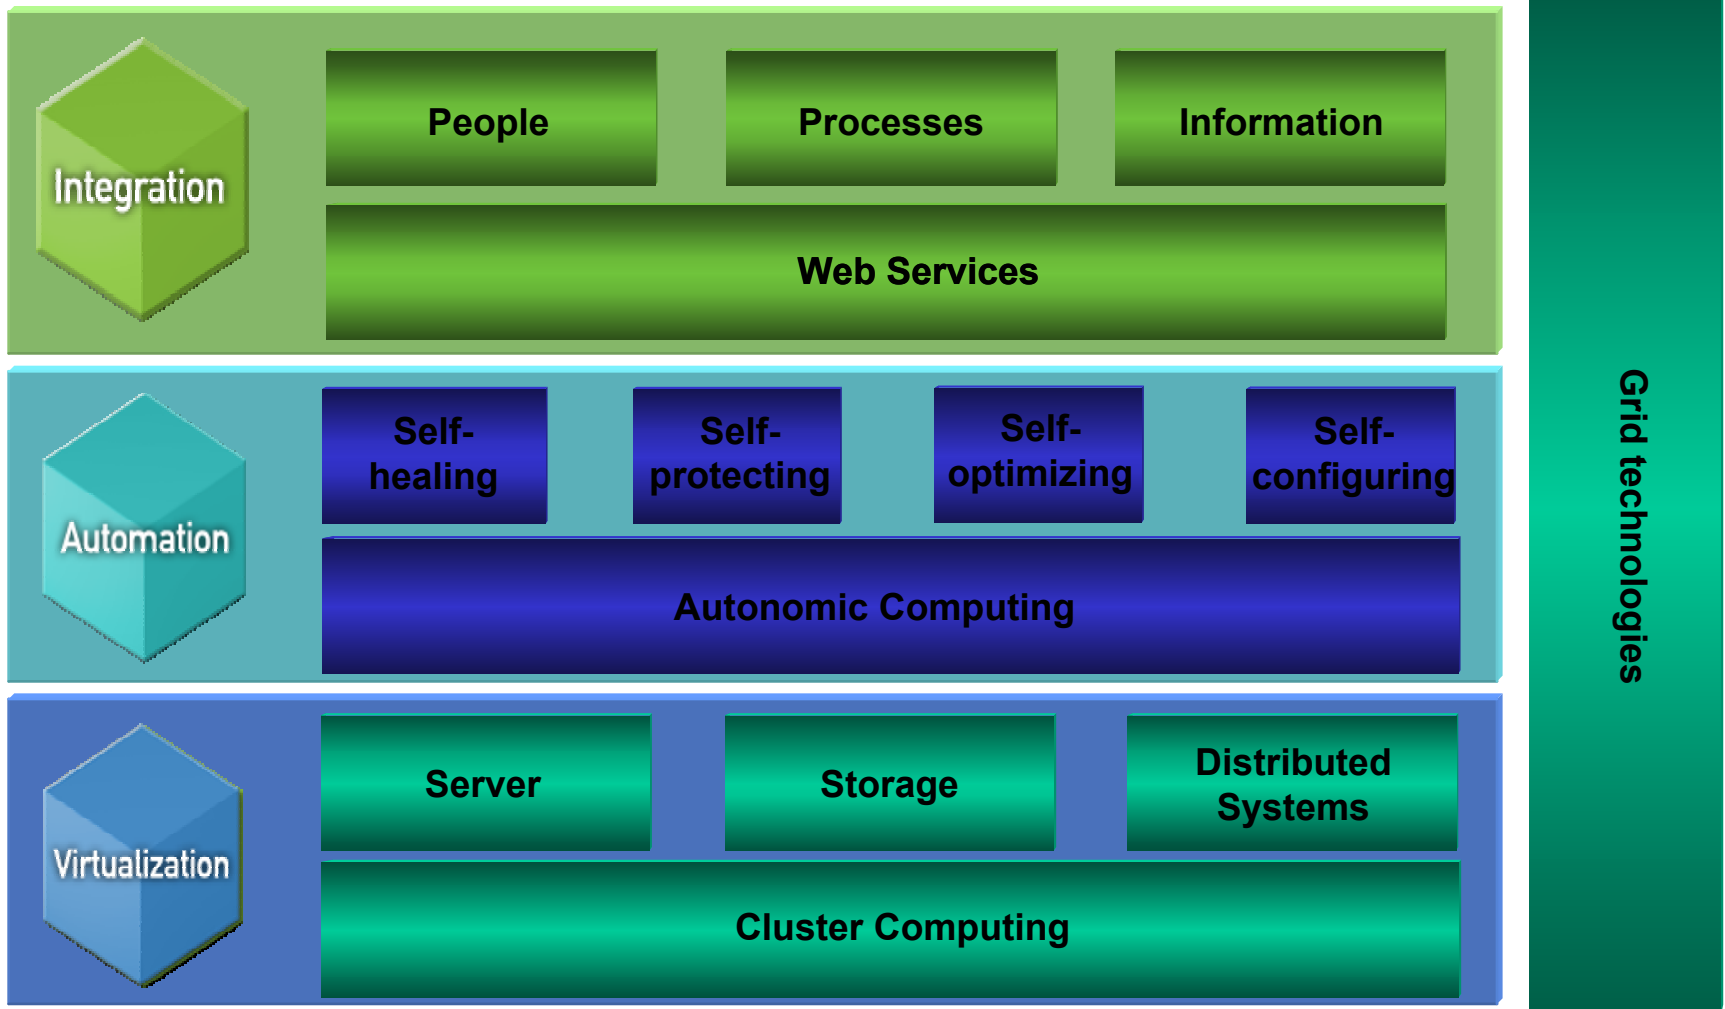 Integration
People
Processes
Information
Web Services
Automation
Self-
healing
Self-
protecting
Self-
optimizing
Self-
configuring
Autonomic Computing
Virtualization
Server
Storage
Distributed
Systems
Cluster Computing
Grid technologies